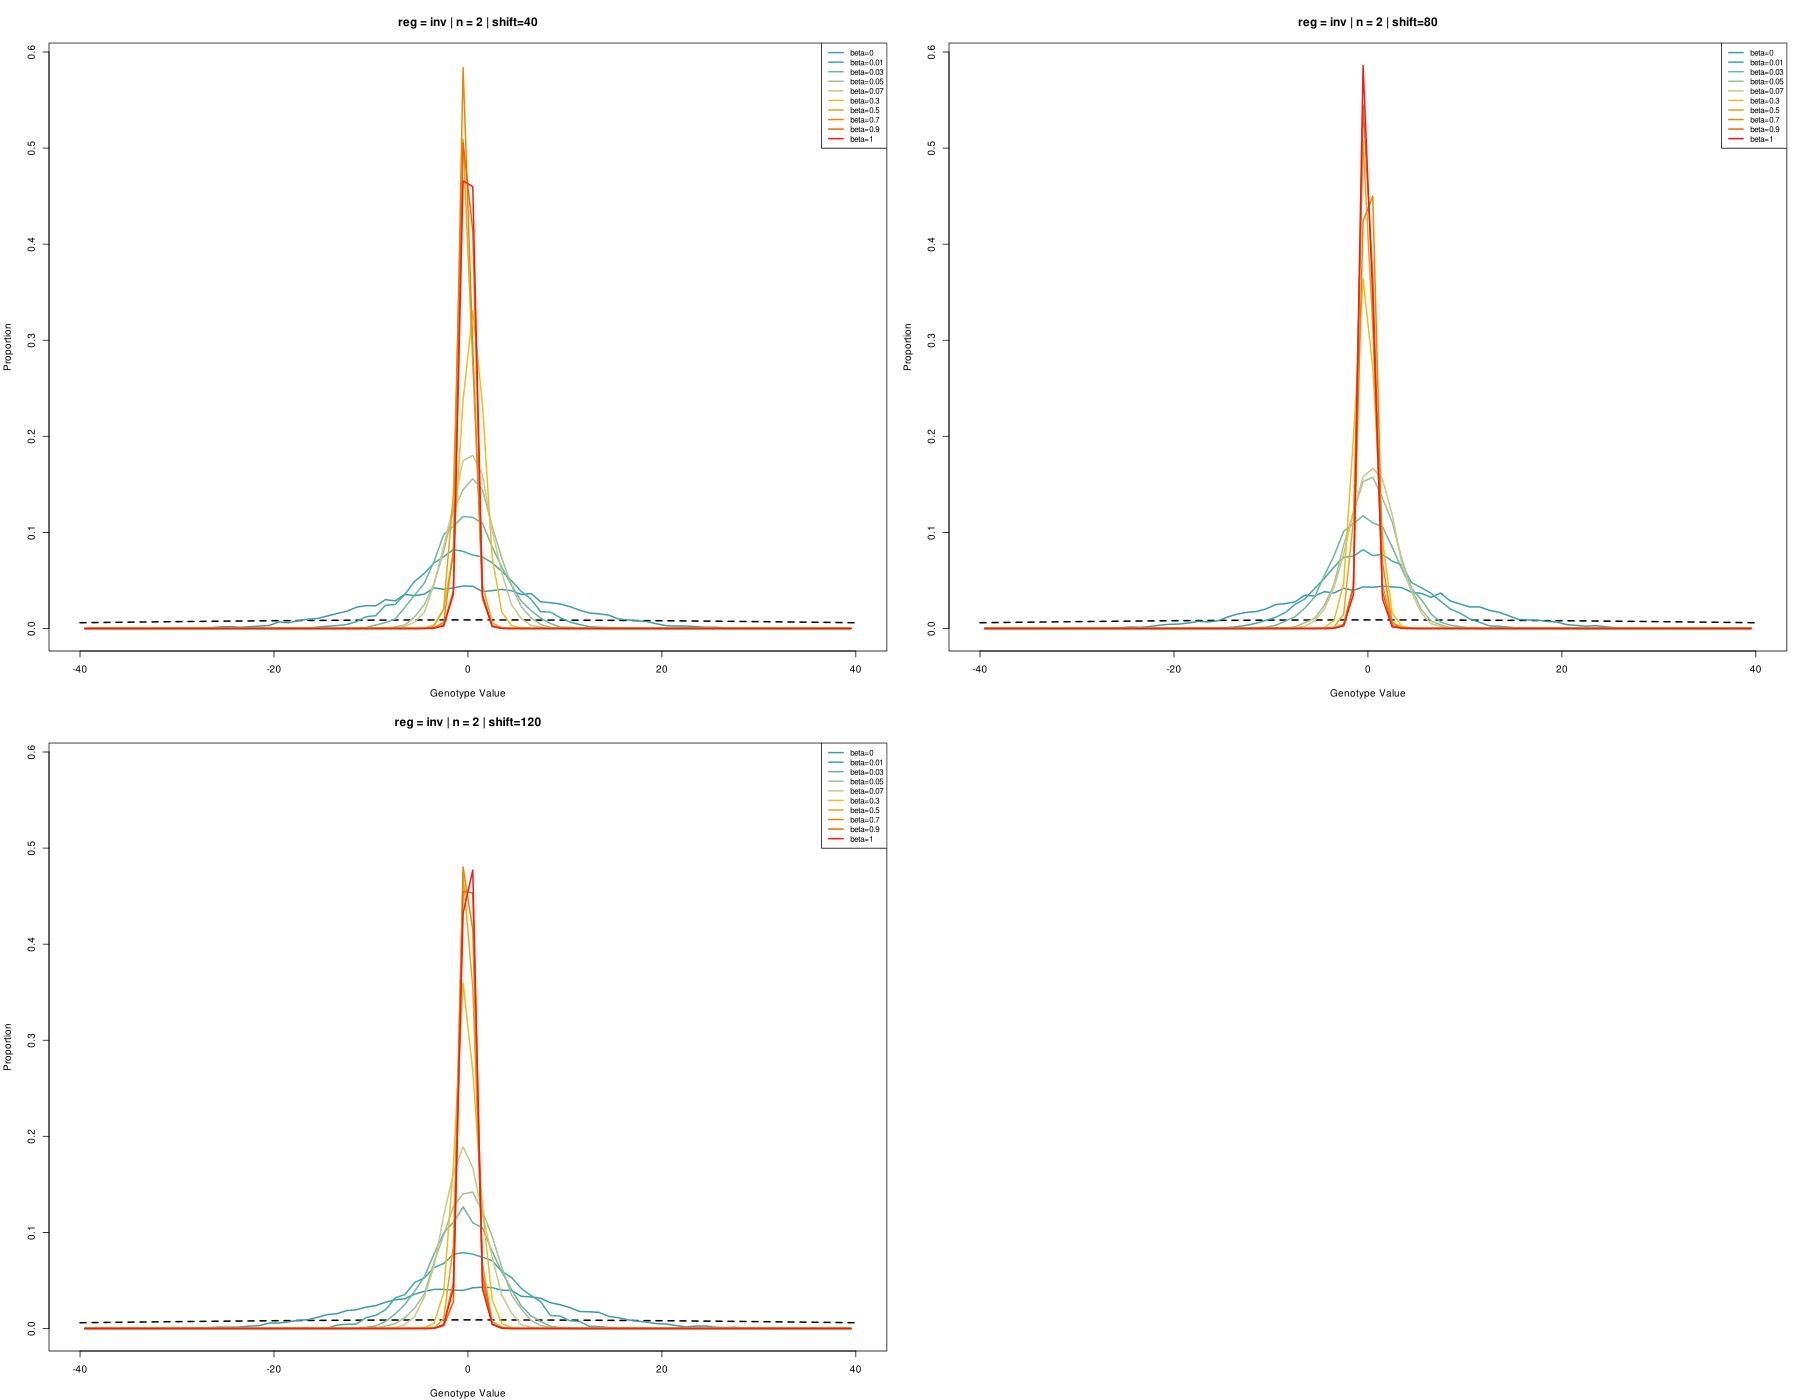 reg = inv | n = 2 | shift=40
0.6
0.5
0.4
0.3
0.2
0.1
0.0
Proportion
-40
-20
0
20
40
Genotype Value
beta=0
beta=0.01
beta=0.03
beta=0.05
beta=0.07
beta=0.3
beta=0.5
beta=0.7
beta=0.9
beta=1
reg = inv | n = 2 | shift=80
0.6
0.5
0.4
0.3
0.2
0.1
0.0
Proportion
-40
-20
0
20
40
Genotype Value
beta=0
beta=0.01
beta=0.03
beta=0.05
beta=0.07
beta=0.3
beta=0.5
beta=0.7
beta=0.9
beta=1
reg = inv | n = 2 | shift=120
0.6
0.5
0.4
0.3
0.2
0.1
0.0
Proportion
-40
-20
0
20
40
Genotype Value
beta=0
beta=0.01
beta=0.03
beta=0.05
beta=0.07
beta=0.3
beta=0.5
beta=0.7
beta=0.9
beta=1